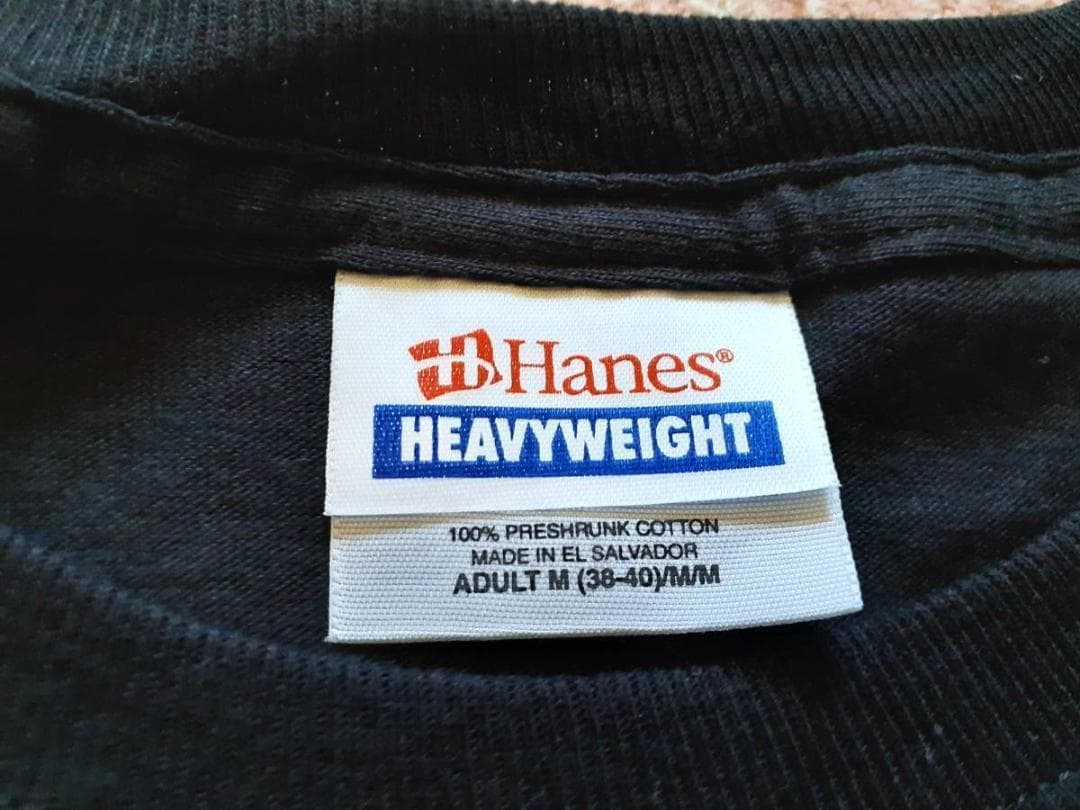 Hanes®
HEAVYWEIGHT
100% PRESHRUNK COTTON
MADE IN EL SALVADOR
ADULT M (38-40)/M/M